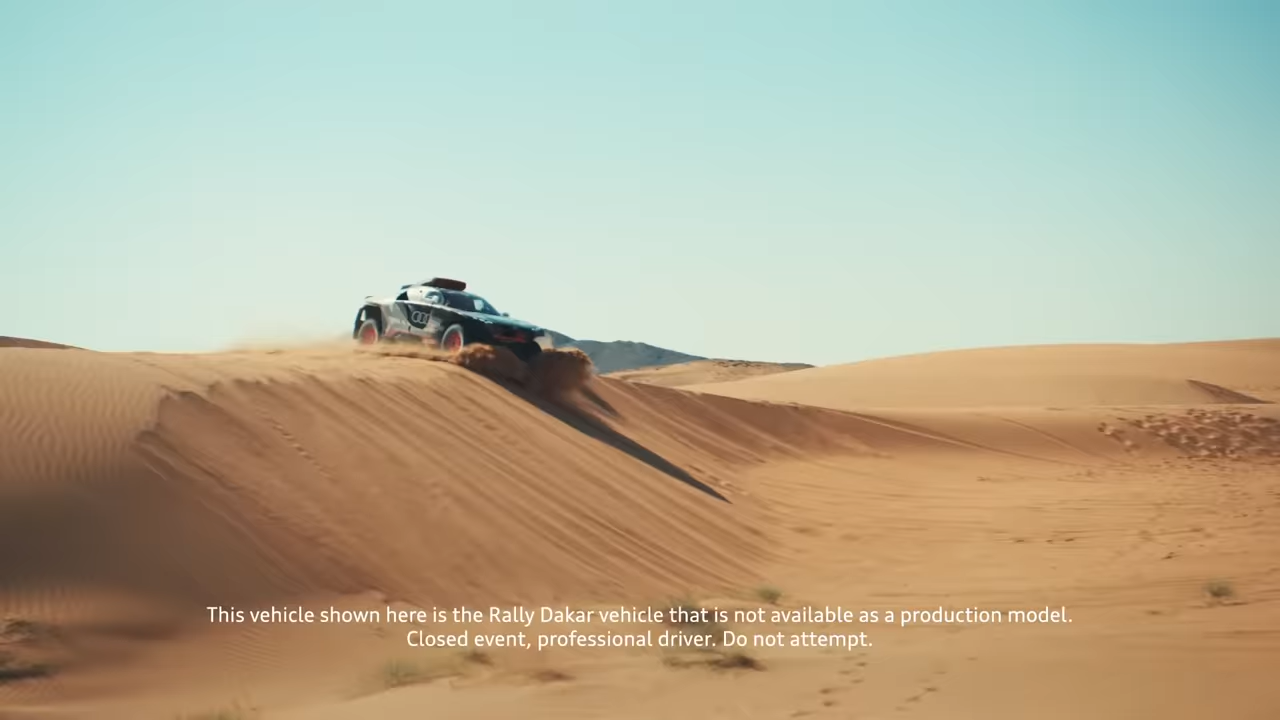 This vehicle shown here is the Rally Dakar vehicle that is not available as a production model.
Closed event, professional driver. Do not attempt.